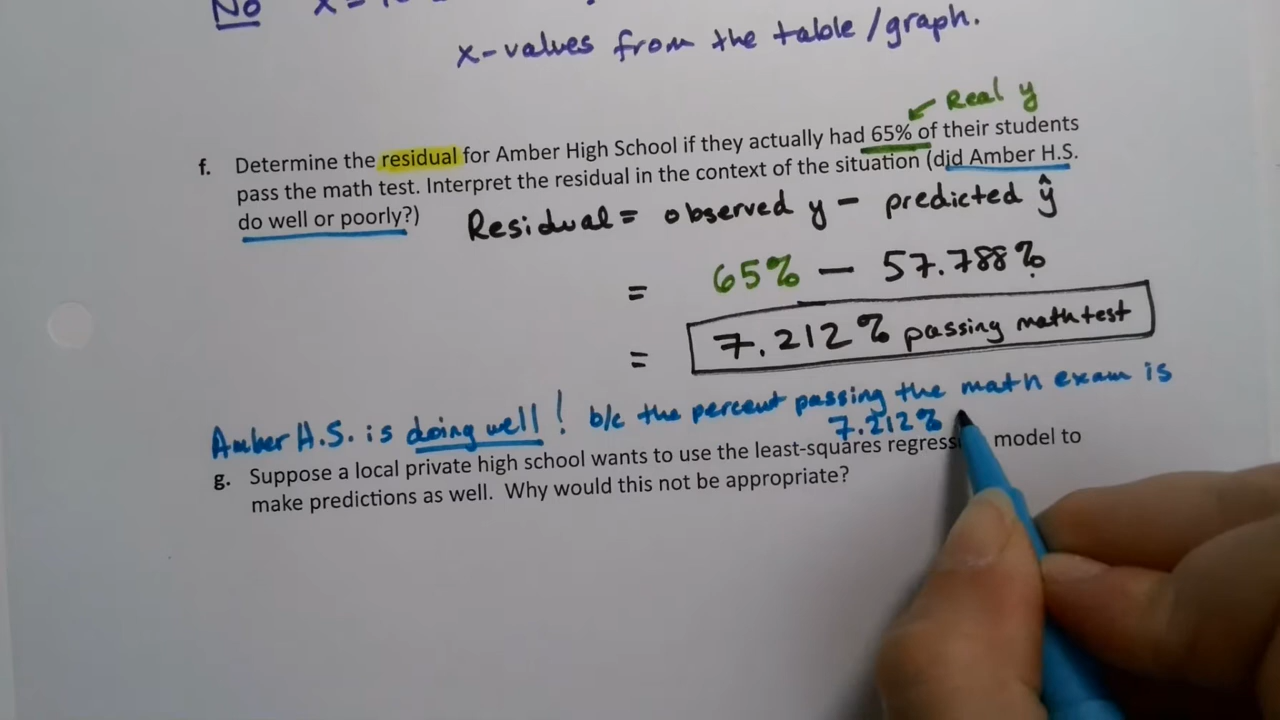 No x = 10
x-values from the table/graph.
Real y
f. Determine the residual for Amber High School if they actually had 65% of their students
pass the math test. Interpret the residual in the context of the situation (did Amber H.S.
do well or poorly?)
Residual = observed y - predicted ŷ
= 65% - 57.788%
= 7.212% passing math test
Amber H.S. is doing well! b/c the percent passing the math exam is
7.212%
g. Suppose a local private high school wants to use the least-squares model to
make predictions as well. Why would this not be appropriate?